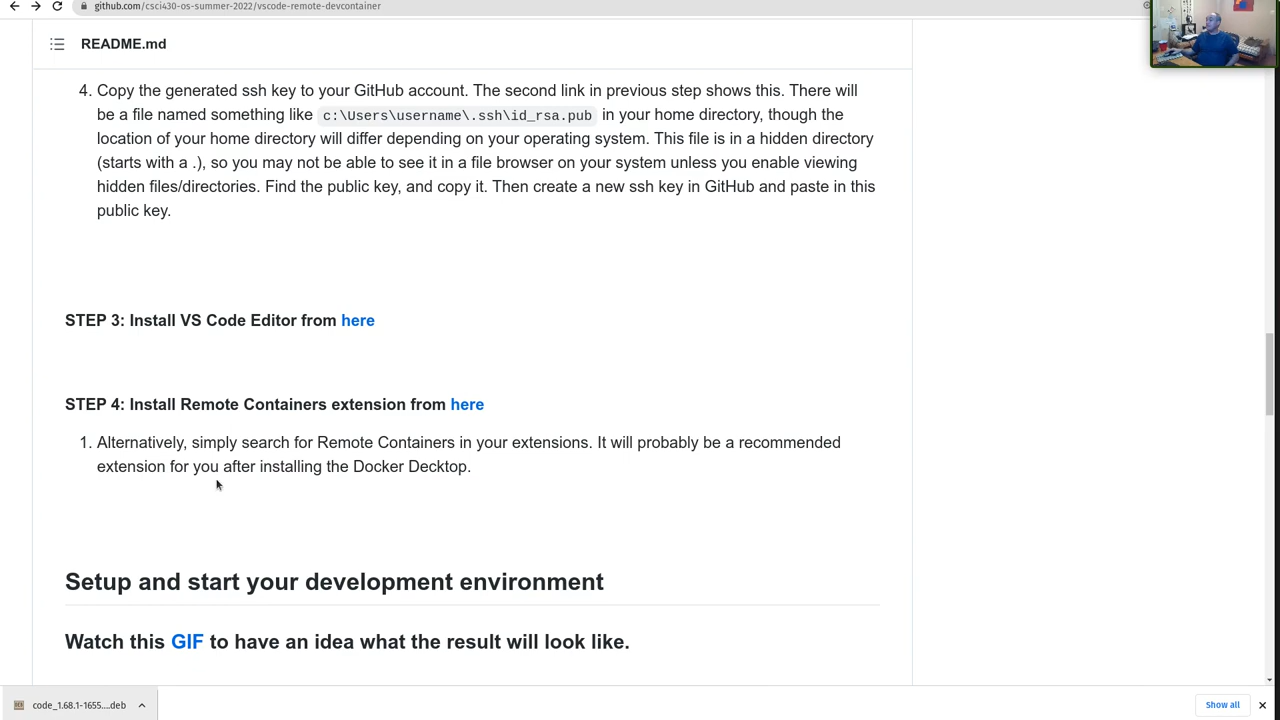 github.com/csci430-os-summer-2022/vscode-remote-devcontainer
README.md
4. Copy the generated ssh key to your GitHub account. The second link in previous step shows this. There will
be a file named something like c:\Users\username\.ssh\id_rsa.pub in your home directory, though the
location of your home directory will differ depending on your operating system. This file is in a hidden directory
(starts with a .), so you may not be able to see it in a file browser on your system unless you enable viewing
hidden files/directories. Find the public key, and copy it. Then create a new ssh key in GitHub and paste in this
public key.
STEP 3: Install VS Code Editor from here
STEP 4: Install Remote Containers extension from here
1. Alternatively, simply search for Remote Containers in your extensions. It will probably be a recommended
extension for you after installing the Docker Decktop.
Setup and start your development environment
Watch this GIF to have an idea what the result will look like.
code_1.68.1-1655....deb
Show all